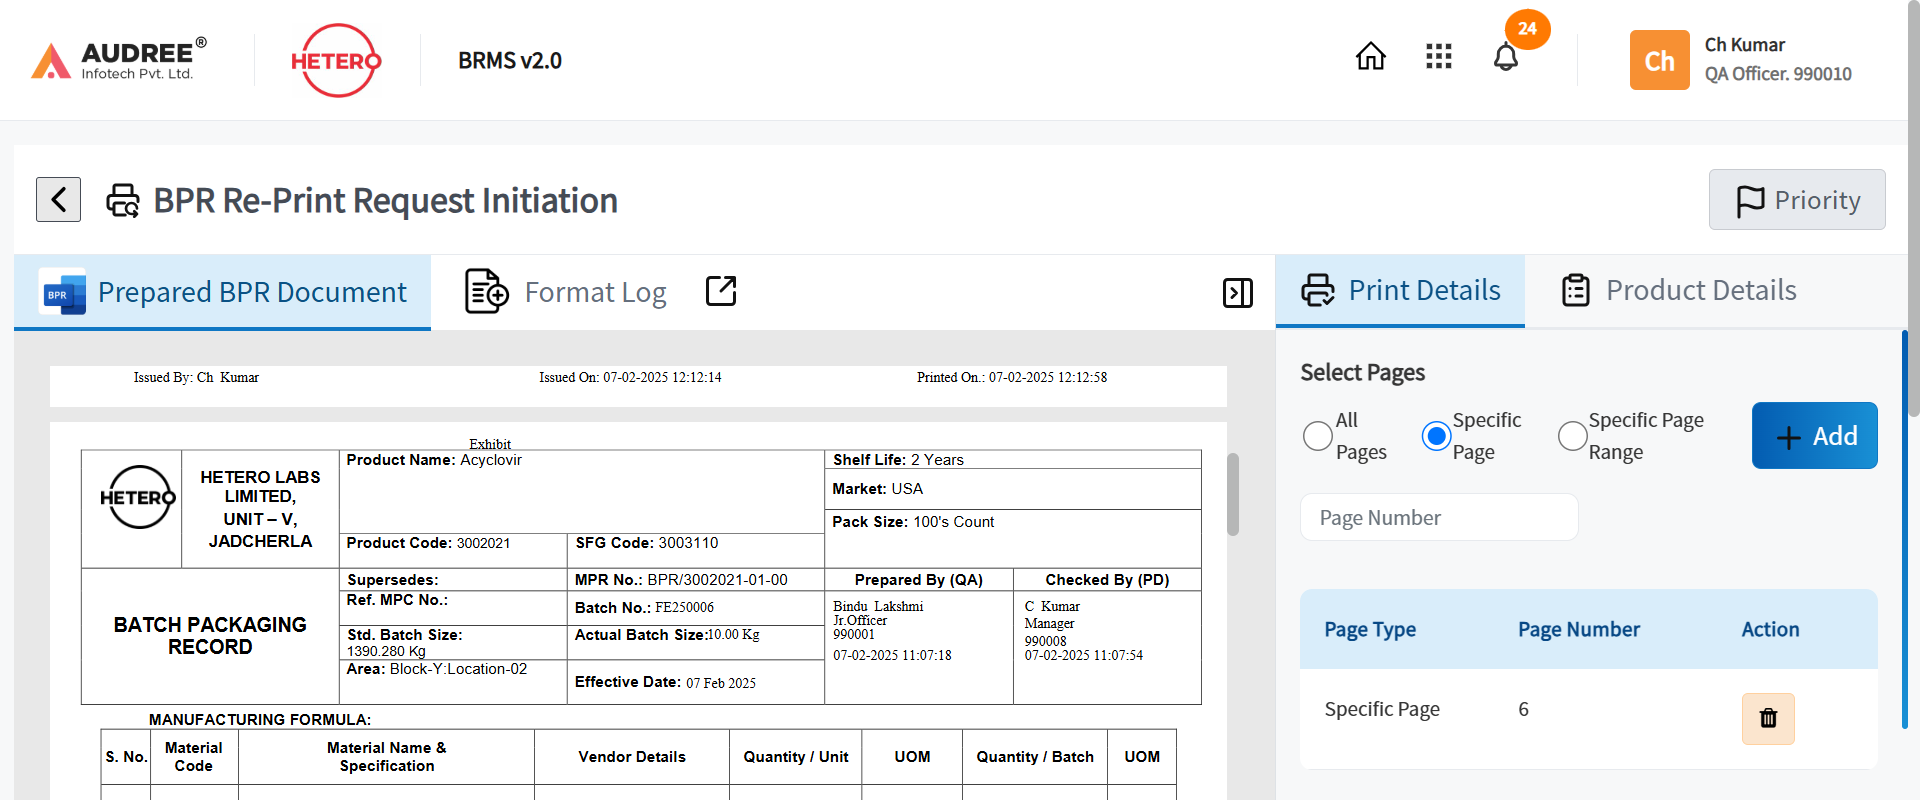 AUDREE®
Infotech Pvt. Ltd.
HETERO
BRMS v2.0
24
Ch
Ch Kumar
QA Officer. 990010
BPR Re-Print Request Initiation
Priority
BPR
Prepared BPR Document
Format Log
Print Details
Product Details
Issued By: Ch Kumar
Issued On: 07-02-2025 12:12:14
Printed On.: 07-02-2025 12:12:58
Exhibit
HETERO
HETERO LABS
LIMITED,
UNIT – V,
JADCHERLA
Product Name: Acyclovir
Shelf Life: 2 Years
Market: USA
Pack Size: 100's Count
Product Code: 3002021
SFG Code: 3003110
BATCH PACKAGING
RECORD
Supersedes:
MPR No.: BPR/3002021-01-00
Prepared By (QA)
Checked By (PD)
Ref. MPC No.:
Batch No.: FE250006
Std. Batch Size:
1390.280 Kg
Actual Batch Size:10.00 Kg
Area: Block-Y:Location-02
Effective Date: 07 Feb 2025
Bindu Lakshmi
Jr.Officer
990001
07-02-2025 11:07:18
C Kumar
Manager
990008
07-02-2025 11:07:54
MANUFACTURING FORMULA:
S. No.
Material
Code
Material Name &
Specification
Vendor Details
Quantity / Unit
UOM
Quantity / Batch
UOM
Select Pages
All
Pages
Specific
Page
Specific Page
Range
Add
Page Number
Page Type
Page Number
Action
Specific Page
6